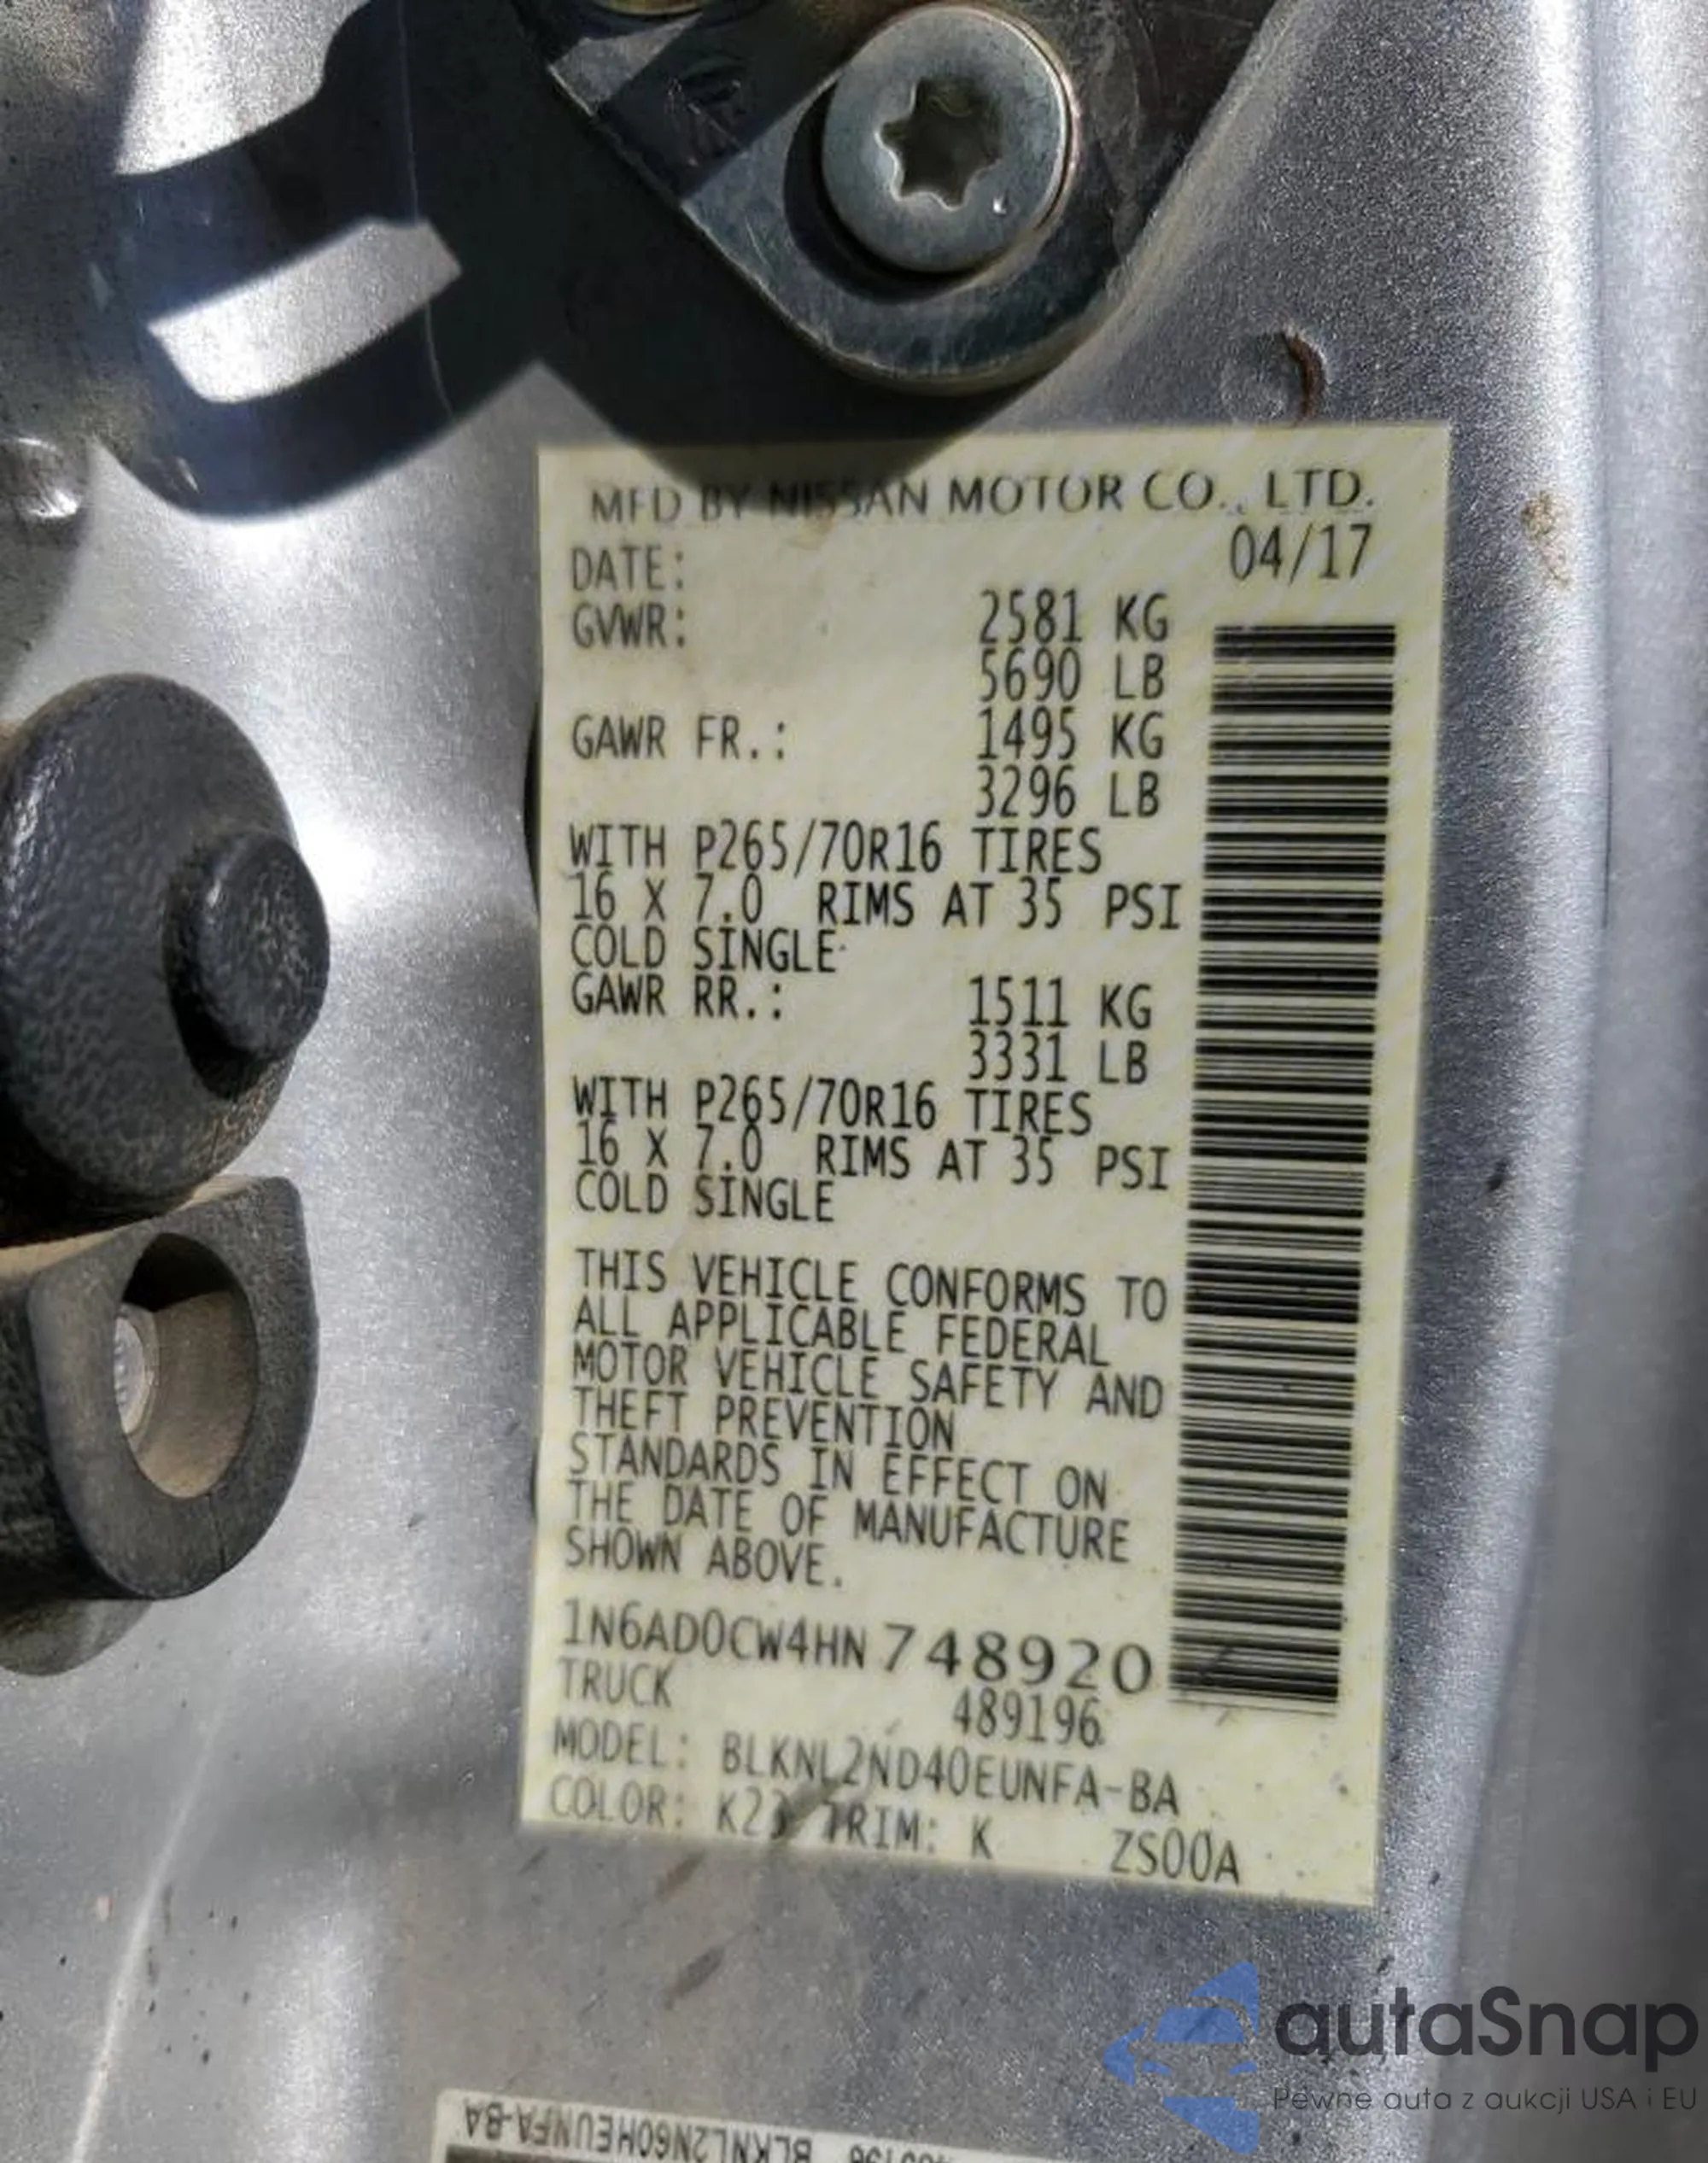 MFD BY NISSAN MOTOR CO., LTD.
DATE: 04/17
GVWR: 2581 KG
5690 LB
GAWR FR.: 1495 KG
3296 LB
WITH P265/70R16 TIRES
16 X 7.0 RIMS AT 35 PSI
COLD SINGLE
GAWR RR.: 1511 KG
3331 LB
WITH P265/70R16 TIRES
16 X 7.0 RIMS AT 35 PSI
COLD SINGLE
THIS VEHICLE CONFORMS TO
ALL APPLICABLE FEDERAL
MOTOR VEHICLE SAFETY AND
THEFT PREVENTION
STANDARDS IN EFFECT ON
THE DATE OF MANUFACTURE
SHOWN ABOVE.
1N6AD0CW4HN748920
TRUCK 489196
MODEL: BLKNL2ND40EUNFA-BA
COLOR: K23 TRIM: K ZS00A
autaSnap
Pewne auta z aukcji USA i EU
BLKNL2N60HEUNFA-BA